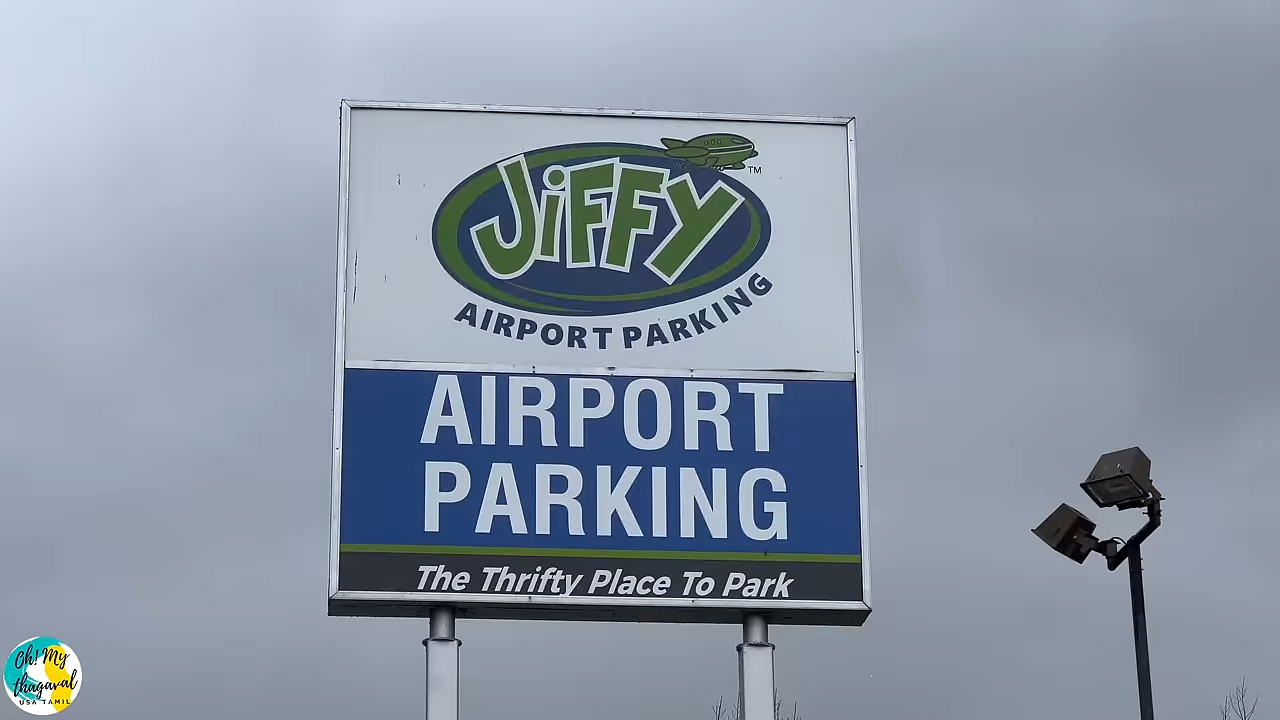 JiFFY
TM
AIRPORT PARKING
AIRPORT
PARKING
The Thrifty Place To Park
Oh! My
thagaval
USA TAMIL